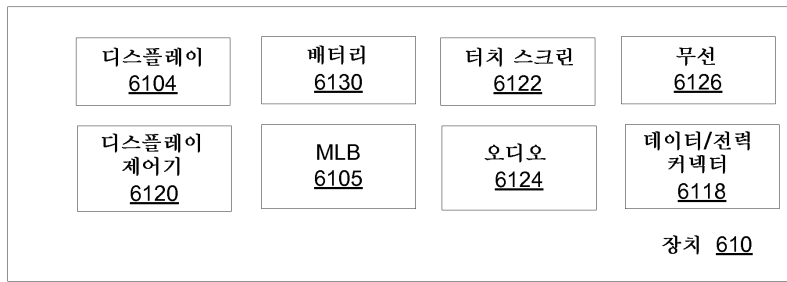 디스플레이
6104
배터리
6130
터치 스크린
6122
무선
6126
디스플레이
제어기
6120
MLB
6105
오디오
6124
데이터/전력
커넥터
6118
장치 610